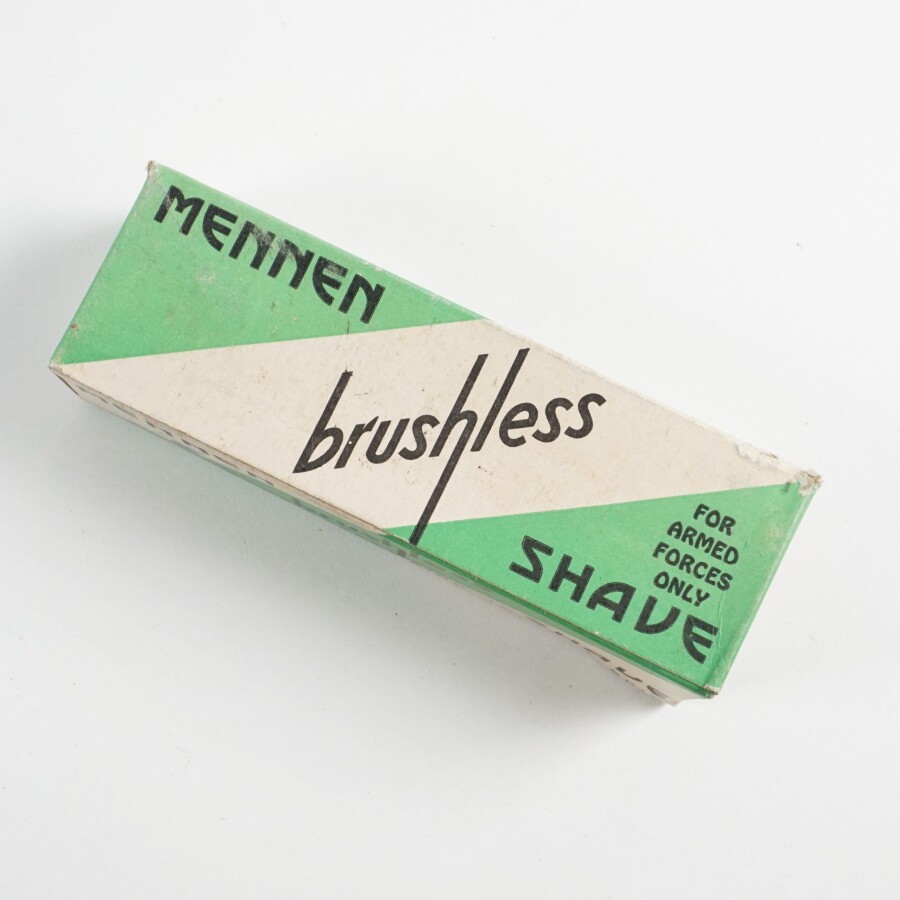 MENNEN
brushless
SHAVE
FOR
ARMED
FORCES
ONLY